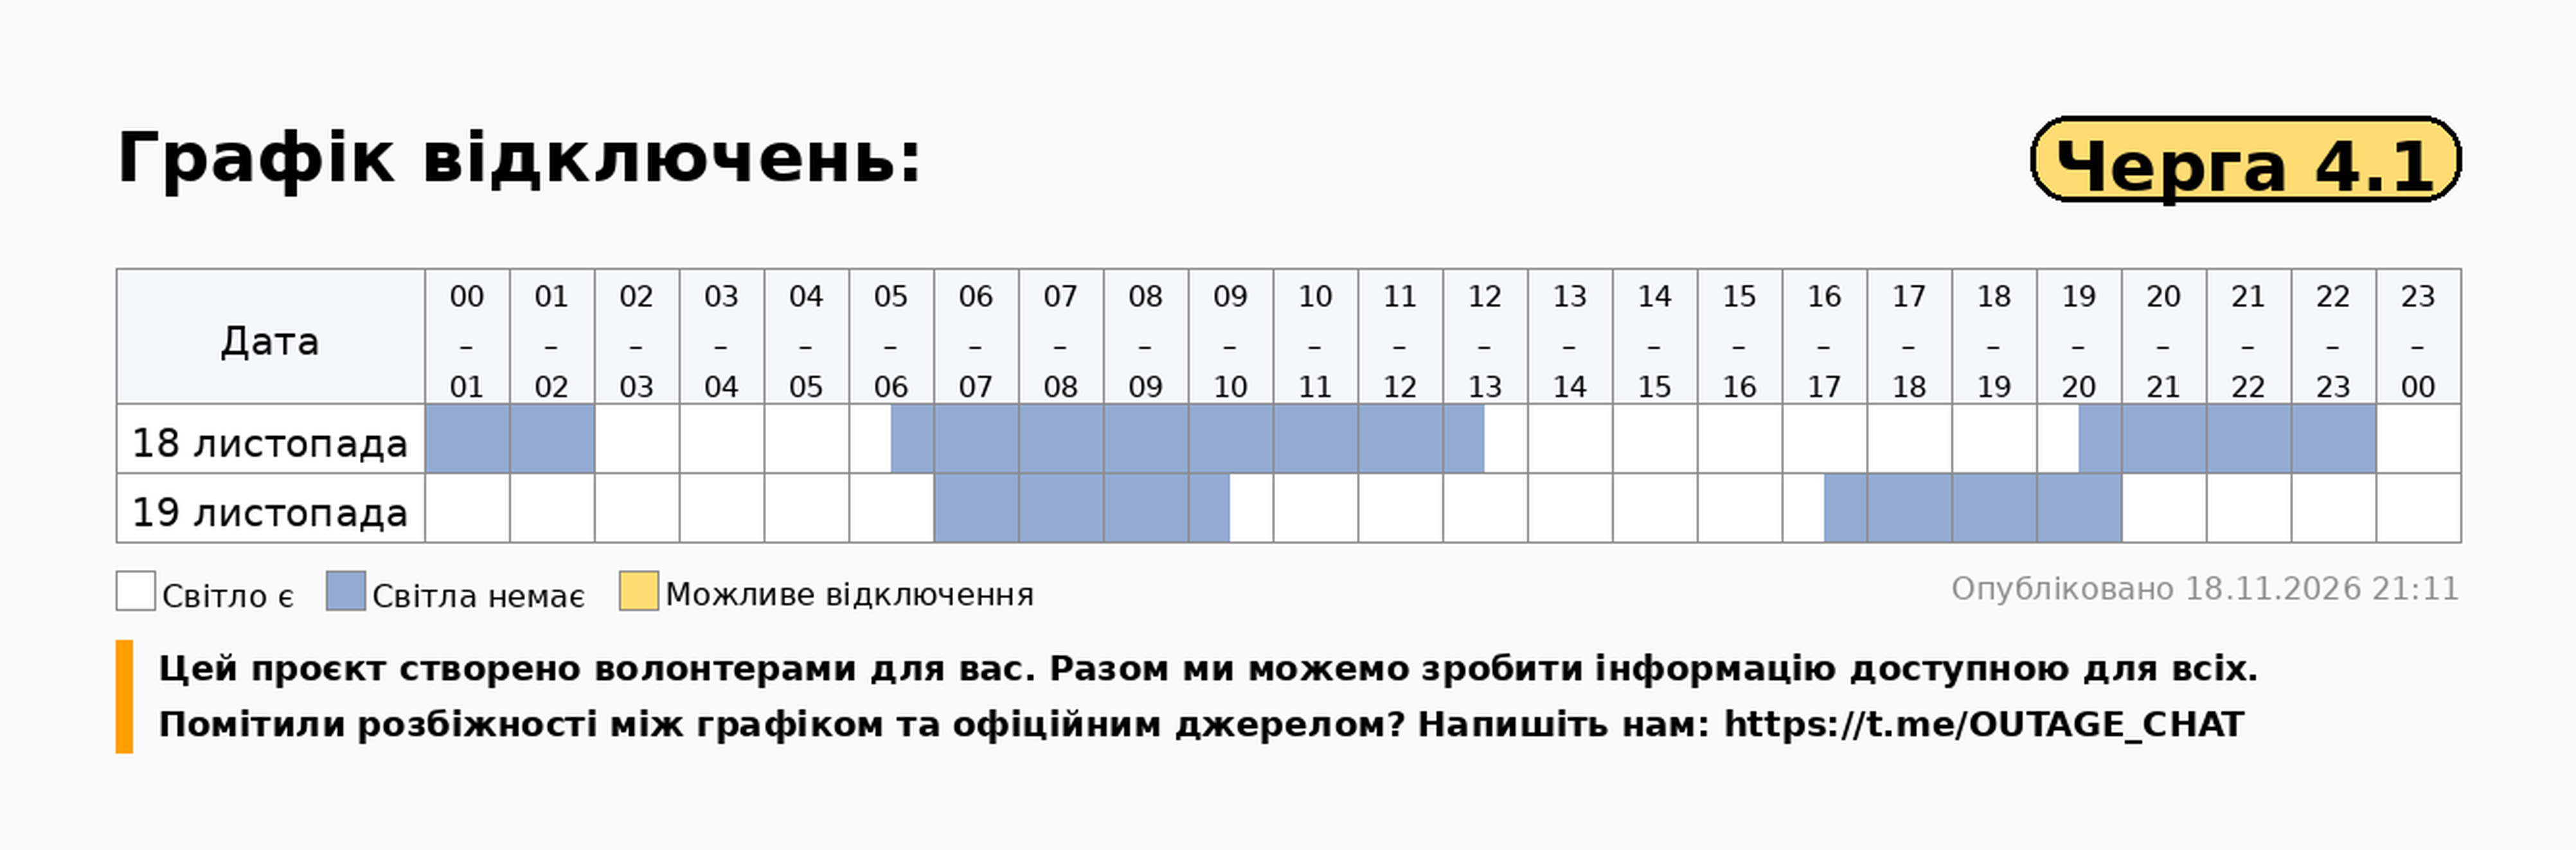 Графік відключень:
Черга 4.1
Дата
00 – 01
01 – 02
02 – 03
03 – 04
04 – 05
05 – 06
06 – 07
07 – 08
08 – 09
09 – 10
10 – 11
11 – 12
12 – 13
13 – 14
14 – 15
15 – 16
16 – 17
17 – 18
18 – 19
19 – 20
20 – 21
21 – 22
22 – 23
23 – 00
18 листопада
19 листопада
Світло є
Світла немає
Можливе відключення
Опубліковано 18.11.2026 21:11
Цей проєкт створено волонтерами для вас. Разом ми можемо зробити інформацію доступною для всіх.
Помітили розбіжності між графіком та офіційним джерелом? Напишіть нам: https://t.me/OUTAGE_CHAT